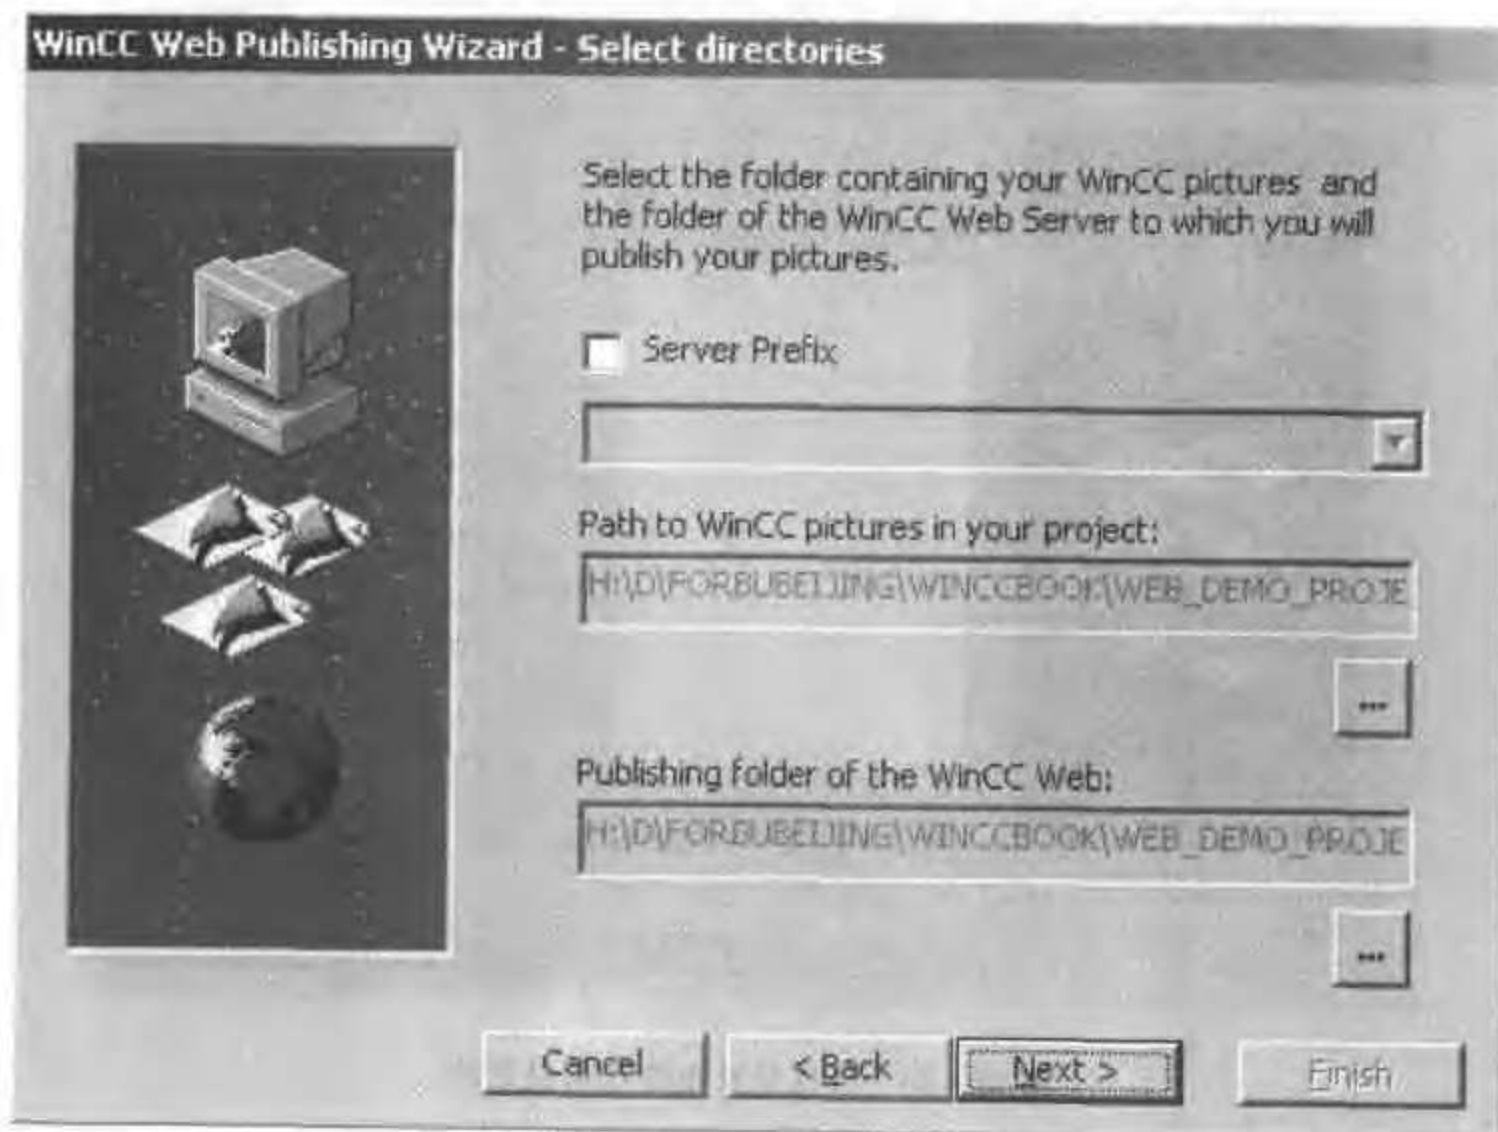 WinCC Web Publishing Wizard - Select directories
Select the folder containing your WinCC pictures and
the folder of the WinCC Web Server to which you will
publish your pictures.
Server Prefix
Path to WinCC pictures in your project:
H:\D\FORBUBEIJING\WINCCBOOK\WEB_DEMO_PROJE
...
Publishing folder of the WinCC Web:
H:\D\FORBUBEIJING\WINCCBOOK\WEB_DEMO_PROJE
...
Cancel
< Back
Next >
Finish